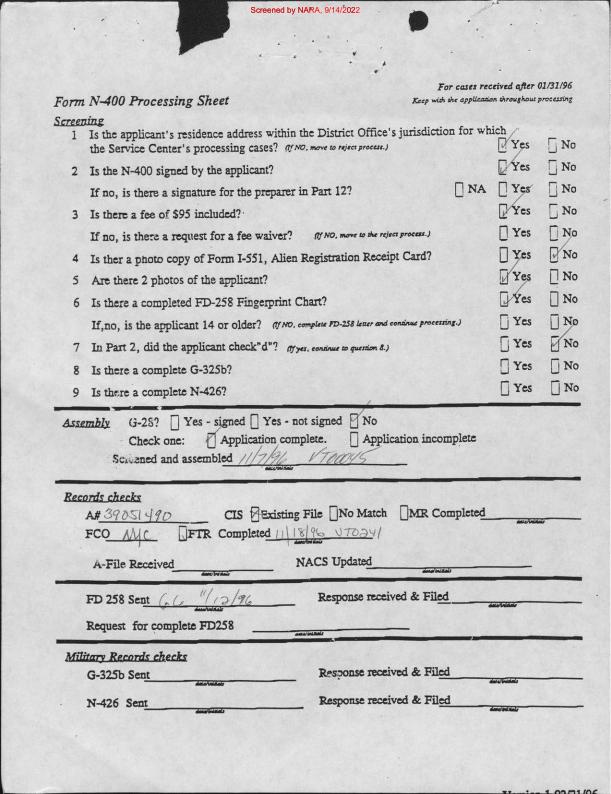 Screened by NARA, 9/14/2022
For cases received after 01/31/96
Form N-400 Processing Sheet Keep with the application throughout processing
Screening
1 Is the applicant's residence address within the District Office's jurisdiction for which
the Service Center's processing cases? (If NO, move to reject process.) Yes No
2 Is the N-400 signed by the applicant? Yes No
If no, is there a signature for the preparer in Part 12? NA Yes No
3 Is there a fee of $95 included? Yes No
If no, is there a request for a fee waiver? (If NO, move to the reject process.) Yes No
4 Is ther a photo copy of Form I-551, Alien Registration Receipt Card? Yes No
5 Are there 2 photos of the applicant? Yes No
6 Is there a completed FD-258 Fingerprint Chart? Yes No
If,no, is the applicant 14 or older? (If NO, complete FD-258 letter and continue processing.) Yes No
7 In Part 2, did the applicant check"d"? (If yes, continue to question 8.) Yes No
8 Is there a complete G-325b? Yes No
9 Is there a complete N-426? Yes No
Assembly G-28? Yes - signed Yes - not signed No
Check one: Application complete. Application incomplete
Screened and assembled 11/7/96 VT00045
date/initials
Records checks
A# 39051490 CIS Existing File No Match MR Completed
date/initials
FCO NYC FTR Completed 11/18/96 VT0241
date/initials
A-File Received NACS Updated
date/initials date/initials
FD 258 Sent 11/12/96 Response received & Filed
date/initials date/initials
Request for complete FD258
date/initials
Military Records checks
G-325b Sent Response received & Filed
date/initials date/initials
N-426 Sent Response received & Filed
date/initials date/initials